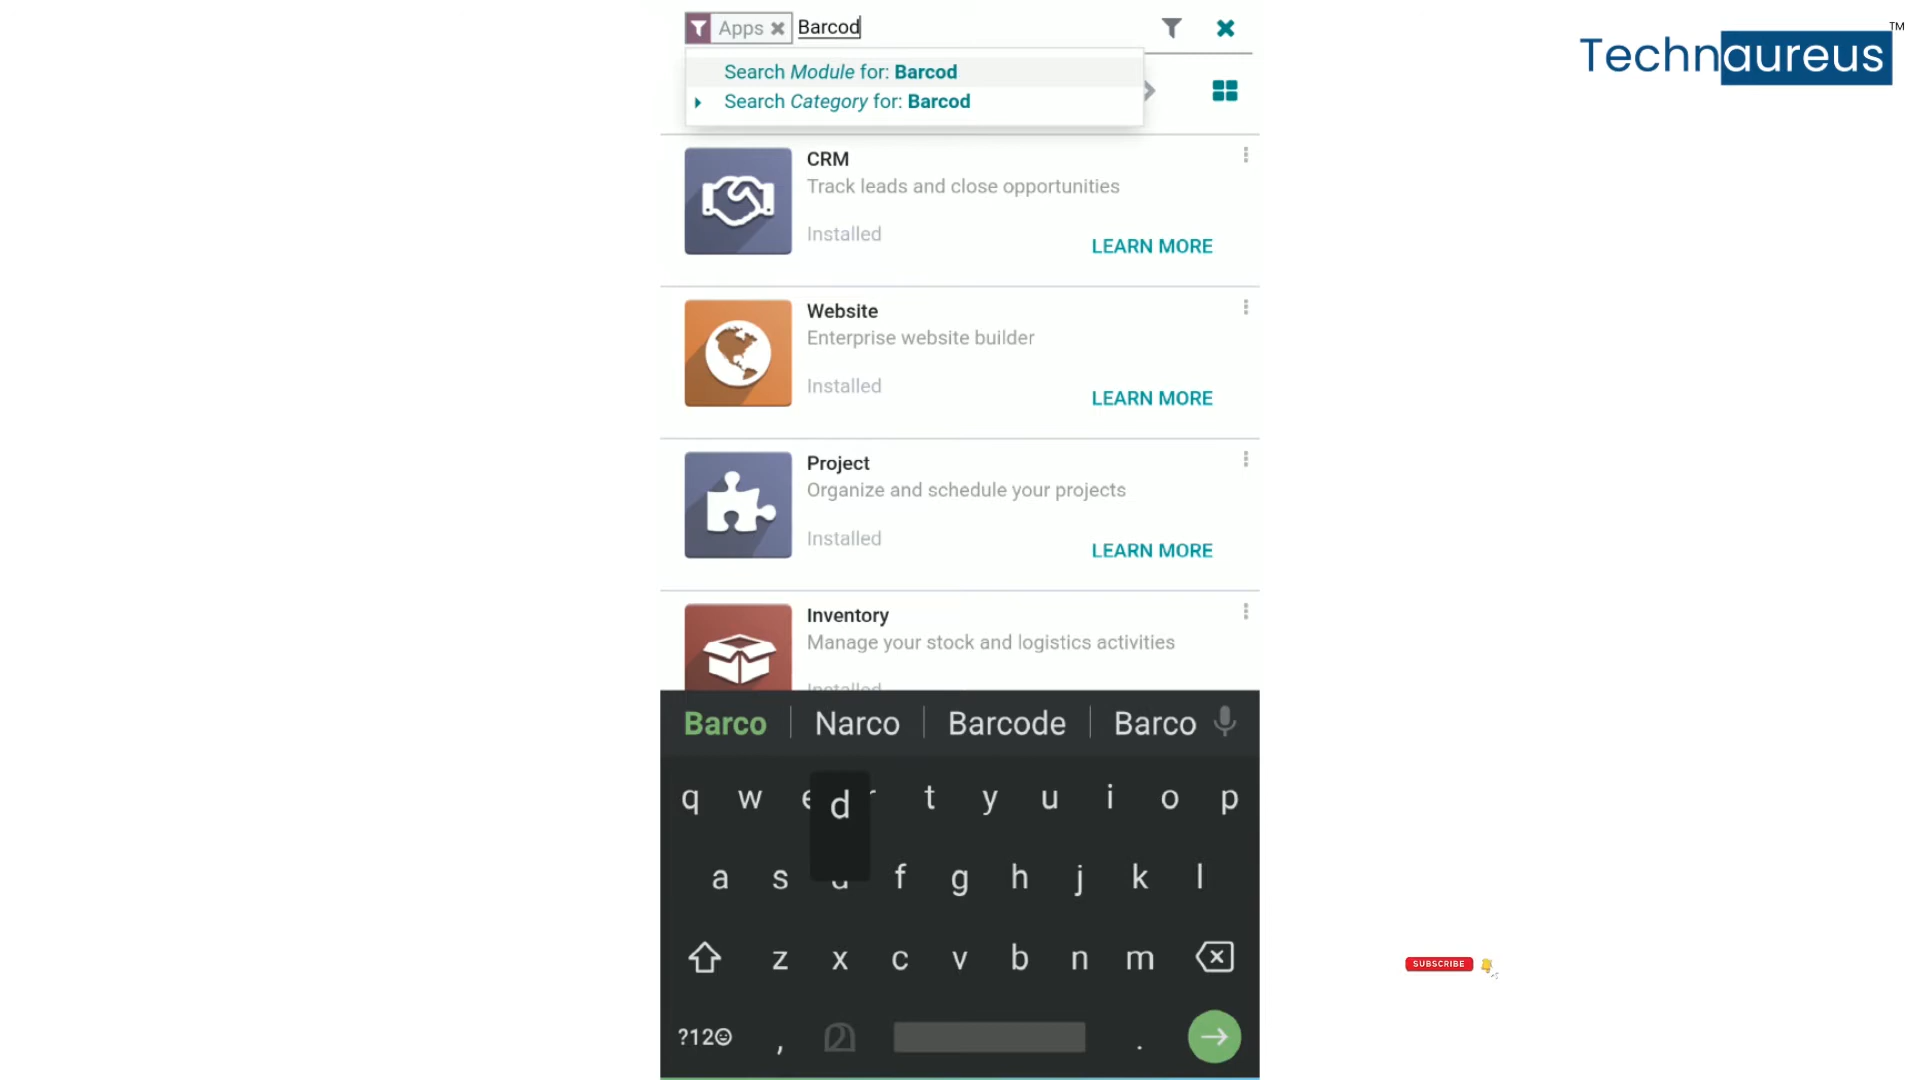 Apps Barcod
Technaureus TM
Search Module for: Barcod
Search Category for: Barcod
CRM
Track leads and close opportunities
Installed
LEARN MORE
Website
Enterprise website builder
Installed
LEARN MORE
Project
Organize and schedule your projects
Installed
LEARN MORE
Inventory
Manage your stock and logistics activities
Installed
Barco Narco Barcode Barco
q w e d r t y u i o p
a s d f g h j k l
z x c v b n m
SUBSCRIBE
?12 , .